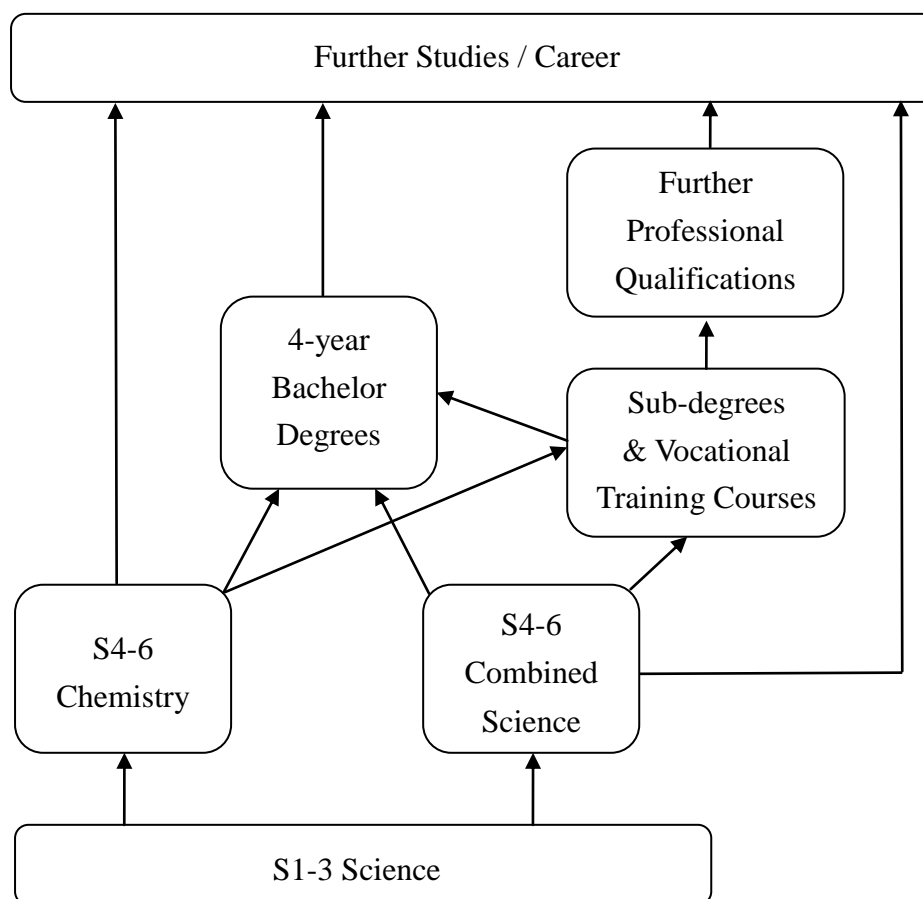 Further Studies / Career
Further
Professional
Qualifications
4-year
Bachelor
Degrees
Sub-degrees
& Vocational
Training Courses
S4-6
Chemistry
S4-6
Combined
Science
S1-3 Science